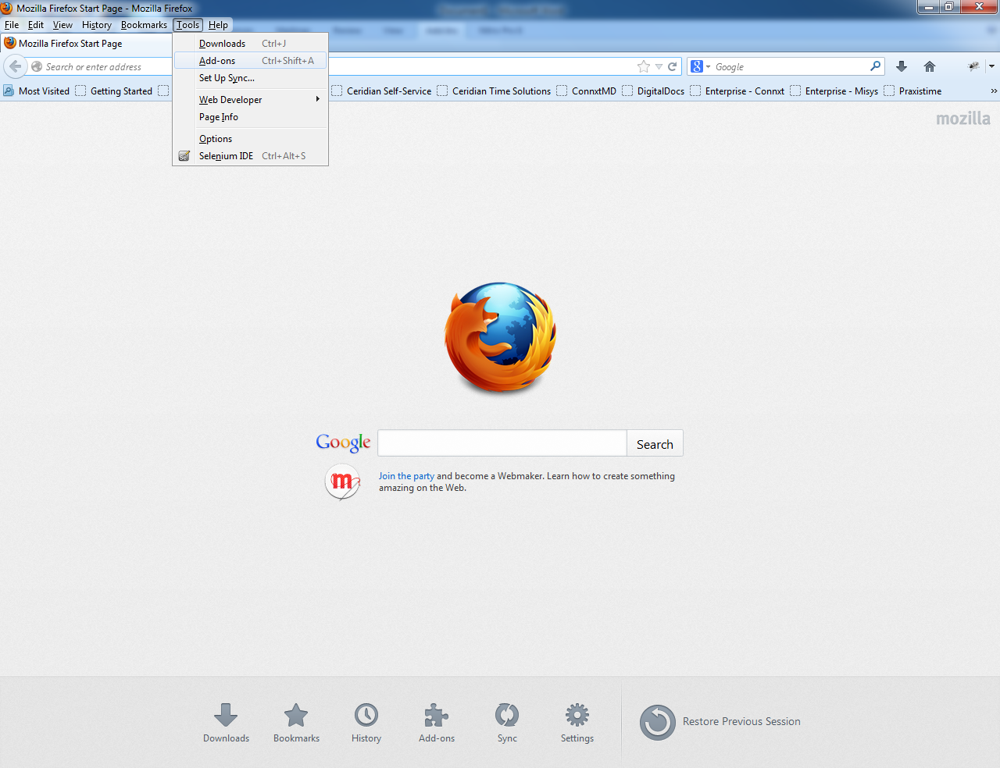 Mozilla Firefox Start Page - Mozilla Firefox
File Edit View History Bookmarks Tools Help
Mozilla Firefox Start Page
Downloads Ctrl+J
Search or enter address
Add-ons Ctrl+Shift+A
Google
Set Up Sync...
Most Visited Getting Started Ceridian Self-Service Ceridian Time Solutions ConnxtMD DigitalDocs Enterprise - Connxt Enterprise - Misys Praxistime »
Web Developer
Page Info
Options
Selenium IDE Ctrl+Alt+S
mozilla
Google Search
Join the party and become a Webmaker. Learn how to create something
amazing on the Web.
Downloads Bookmarks History Add-ons Sync Settings Restore Previous Session